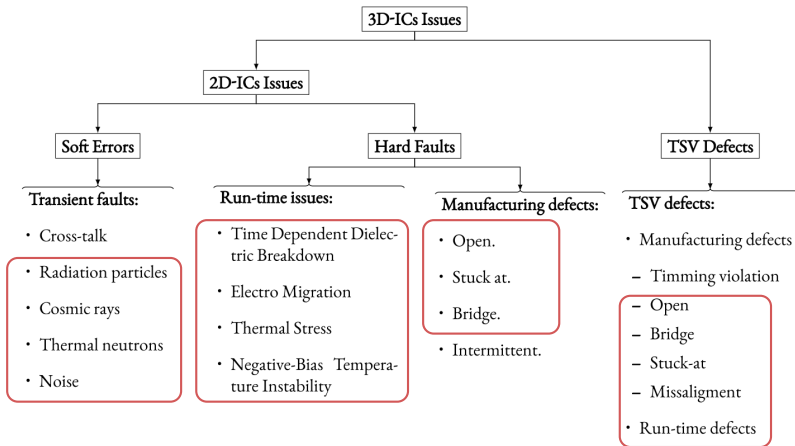 3D-ICs Issues
2D-ICs Issues
Soft Errors
Hard Faults
TSV Defects
Transient faults:
• Cross-talk
• Radiation particles
• Cosmic rays
• Thermal neutrons
• Noise
Run-time issues:
• Time Dependent Dielec-
tric Breakdown
• Electro Migration
• Thermal Stress
• Negative-Bias Tempera-
ture Instability
Manufacturing defects:
• Open.
• Stuck at.
• Bridge.
• Intermittent.
TSV defects:
• Manufacturing defects
– Timming violation
– Open
– Bridge
– Stuck-at
– Missaligment
• Run-time defects